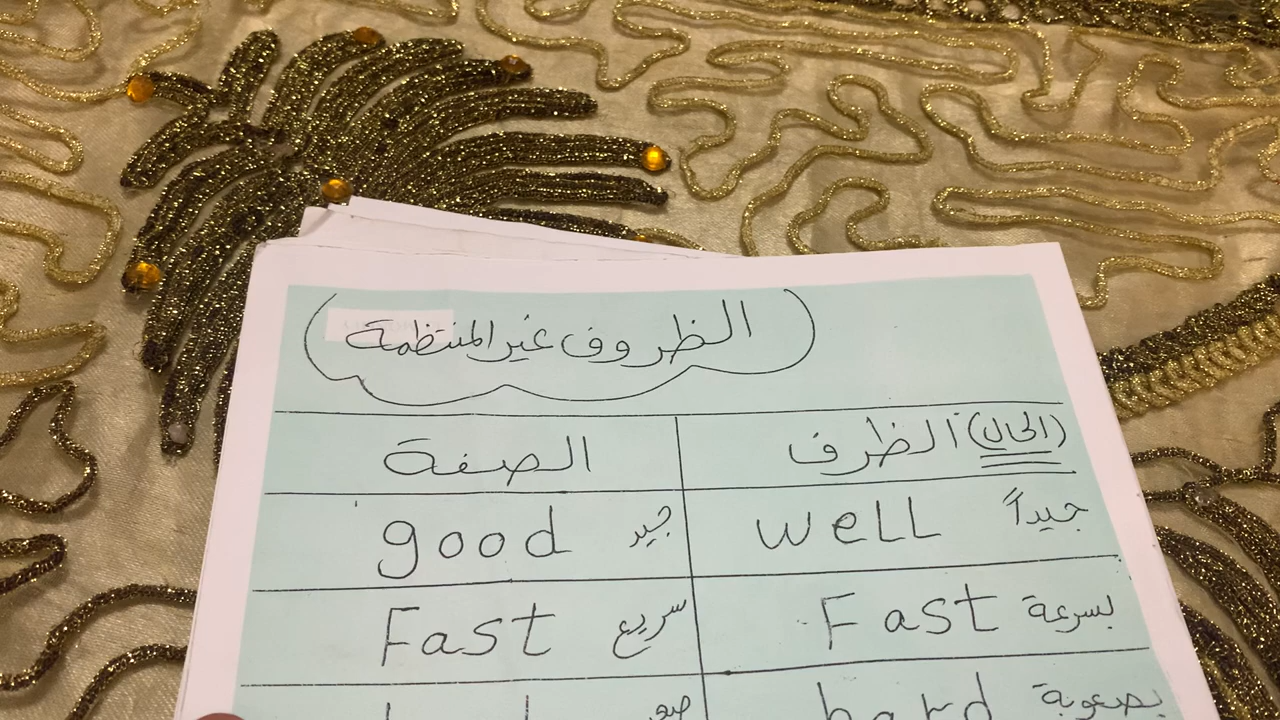 الظروف غير المنتظمة
الظرف (الحال) الصفة
good جيد well جيداً
Fast سريع Fast بسرعة
hard بصعوبة